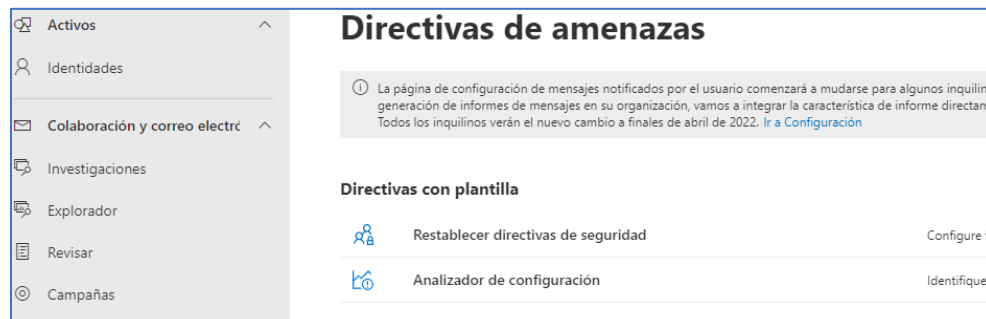 Activos
Identidades
Colaboración y correo electró
Investigaciones
Explorador
Revisar
Campañas
Directivas de amenazas
La página de configuración de mensajes notificados por el usuario comenzará a mudarse para algunos inquilin
generación de informes de mensajes en su organización, vamos a integrar la característica de informe directam
Todos los inquilinos verán el nuevo cambio a finales de abril de 2022. Ir a Configuración
Directivas con plantilla
Restablecer directivas de seguridad
Configure
Analizador de configuración
Identifique